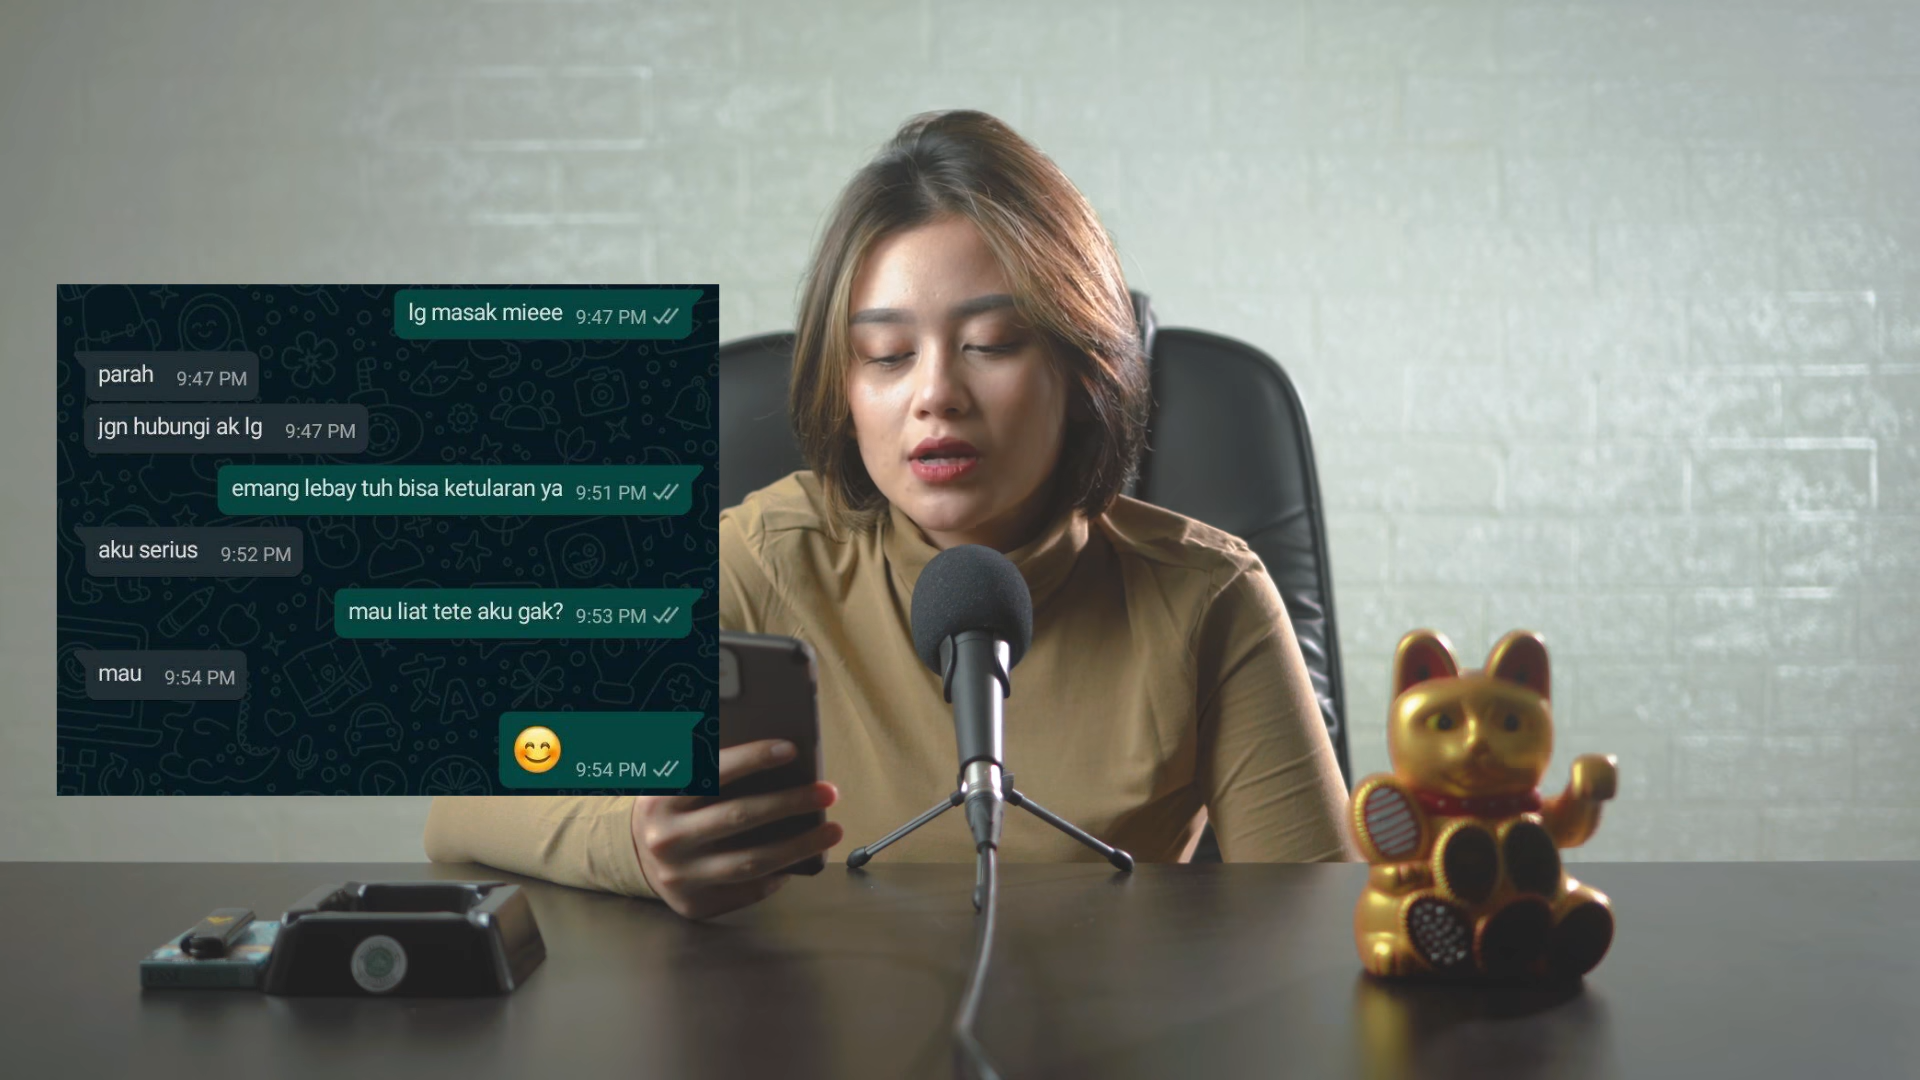 lg masak mieee 9:47 PM
parah 9:47 PM
jgn hubungi ak lg 9:47 PM
emang lebay tuh bisa ketularan ya 9:51 PM
aku serius 9:52 PM
mau liat tete aku gak? 9:53 PM
mau 9:54 PM
😊 9:54 PM